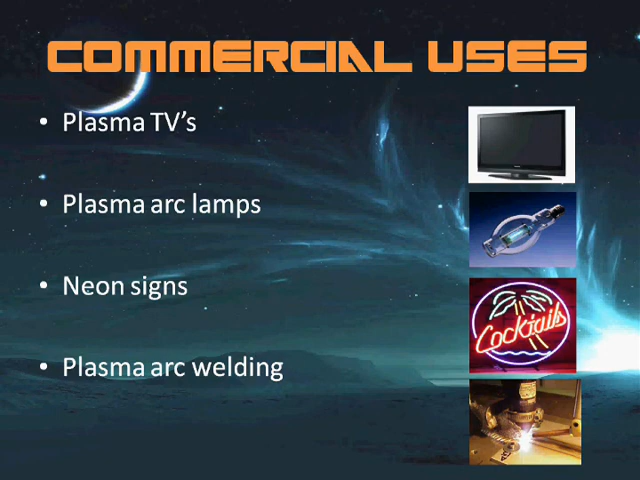 COMMERCIAL USES
• Plasma TV's
• Plasma arc lamps
• Neon signs
• Plasma arc welding
Cocktails